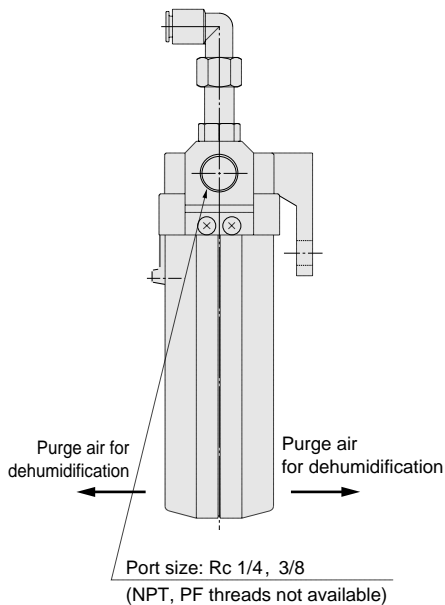 Purge air for
dehumidification
Purge air
for dehumidification
Port size: Rc 1/4, 3/8
(NPT, PF threads not available)